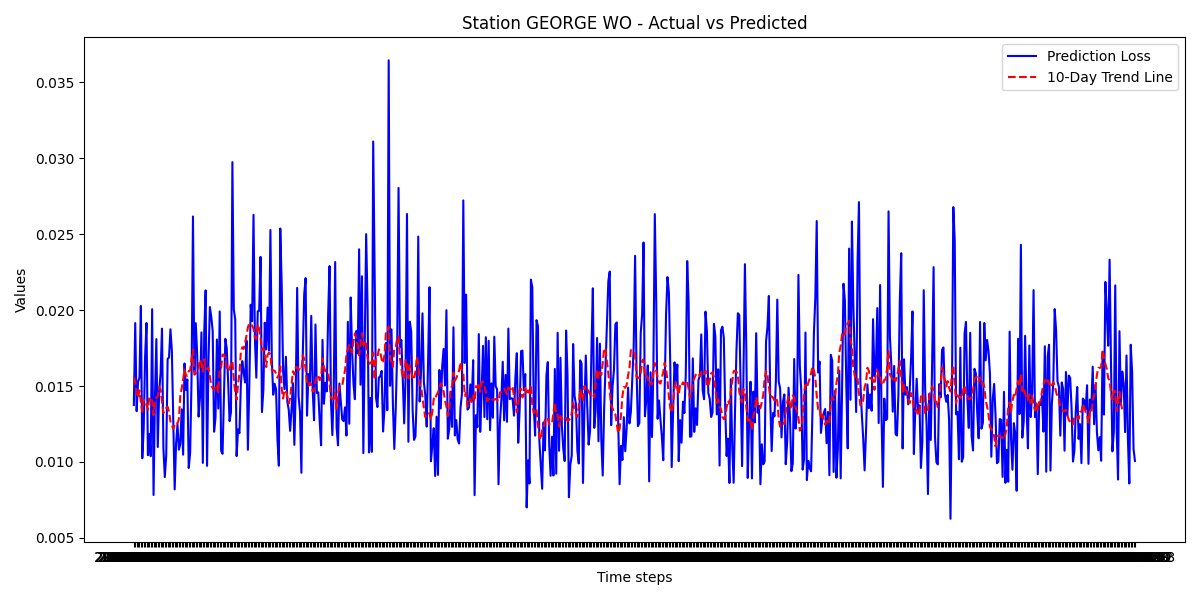 Station GEORGE WO - Actual vs Predicted
Prediction Loss
10-Day Trend Line
Values
0.035
0.030
0.025
0.020
0.015
0.010
0.005
Time steps